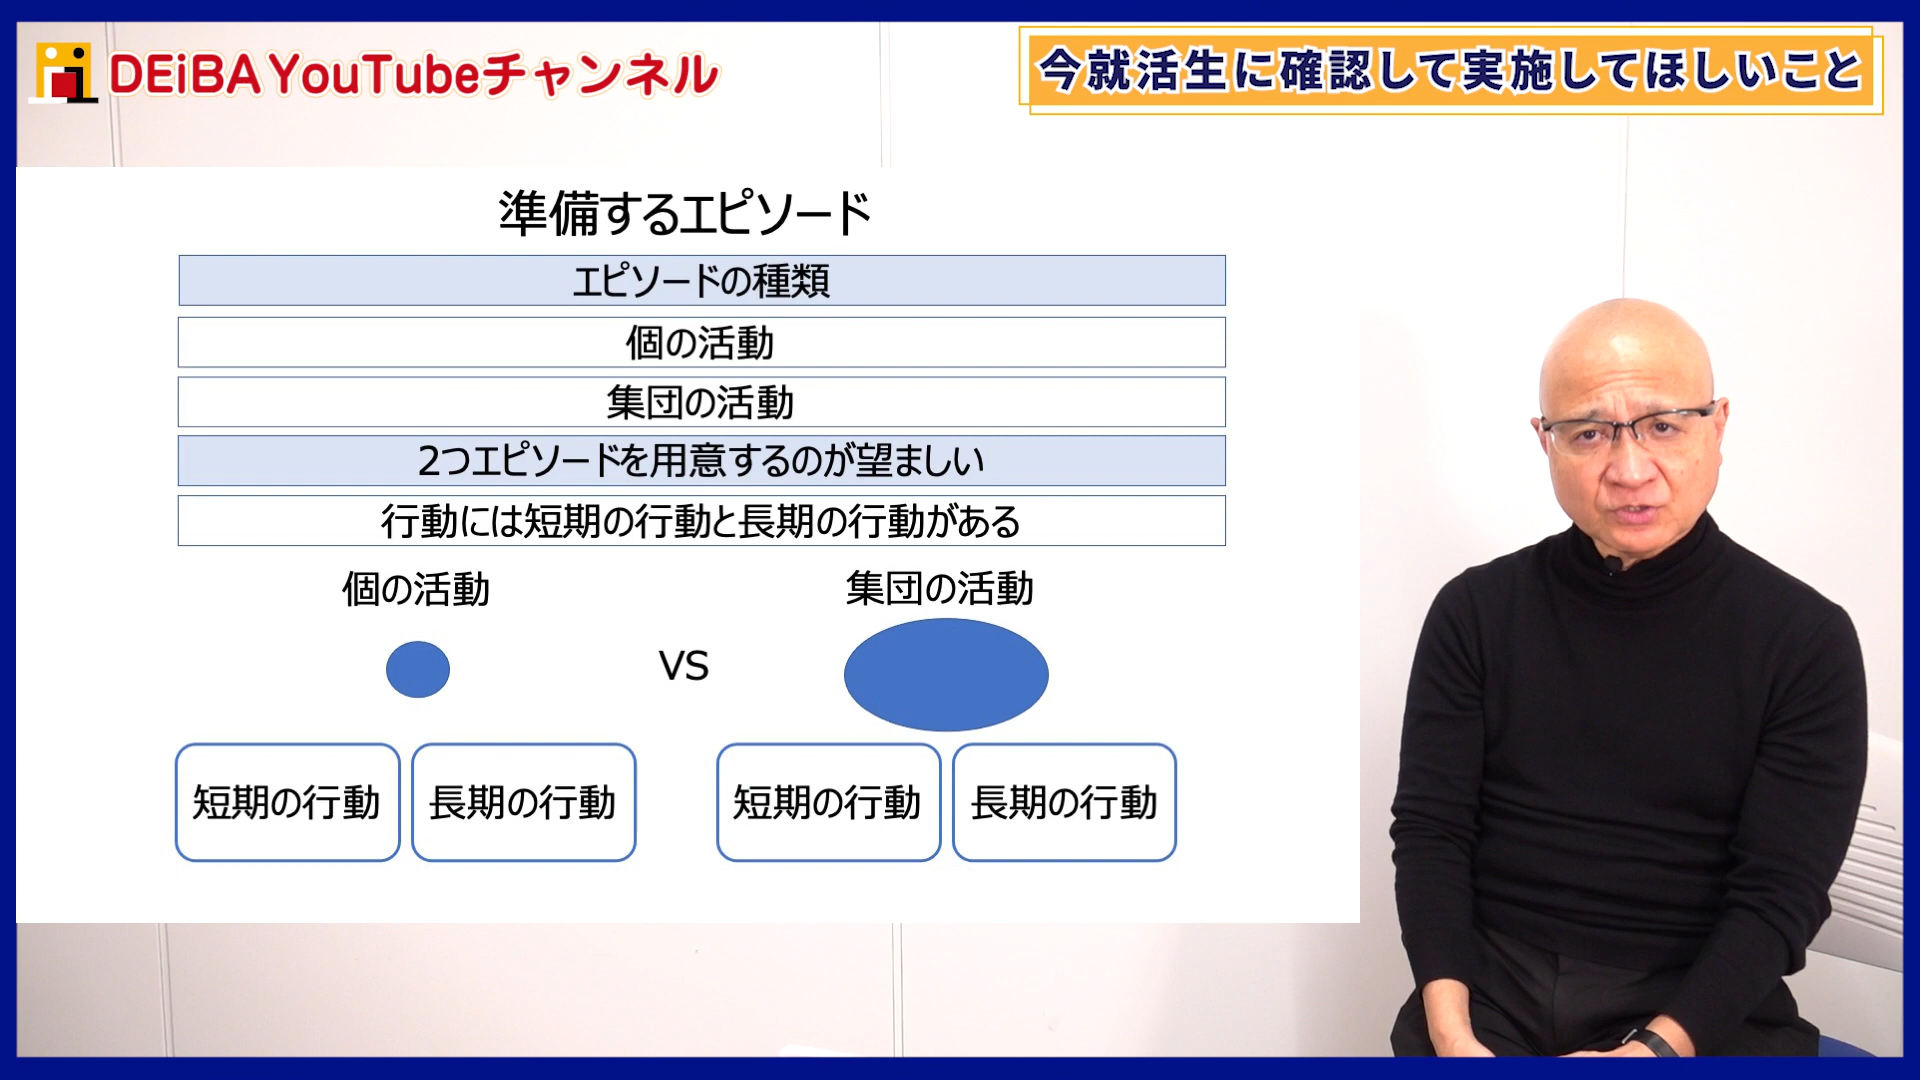 DEiBA YouTubeチャンネル
今就活生に確認して実施してほしいこと
準備するエピソード
エピソードの種類
個の活動
集団の活動
2つエピソードを用意するのが望ましい
行動には短期の行動と長期の行動がある
個の活動
集団の活動
VS
短期の行動
長期の行動
短期の行動
長期の行動